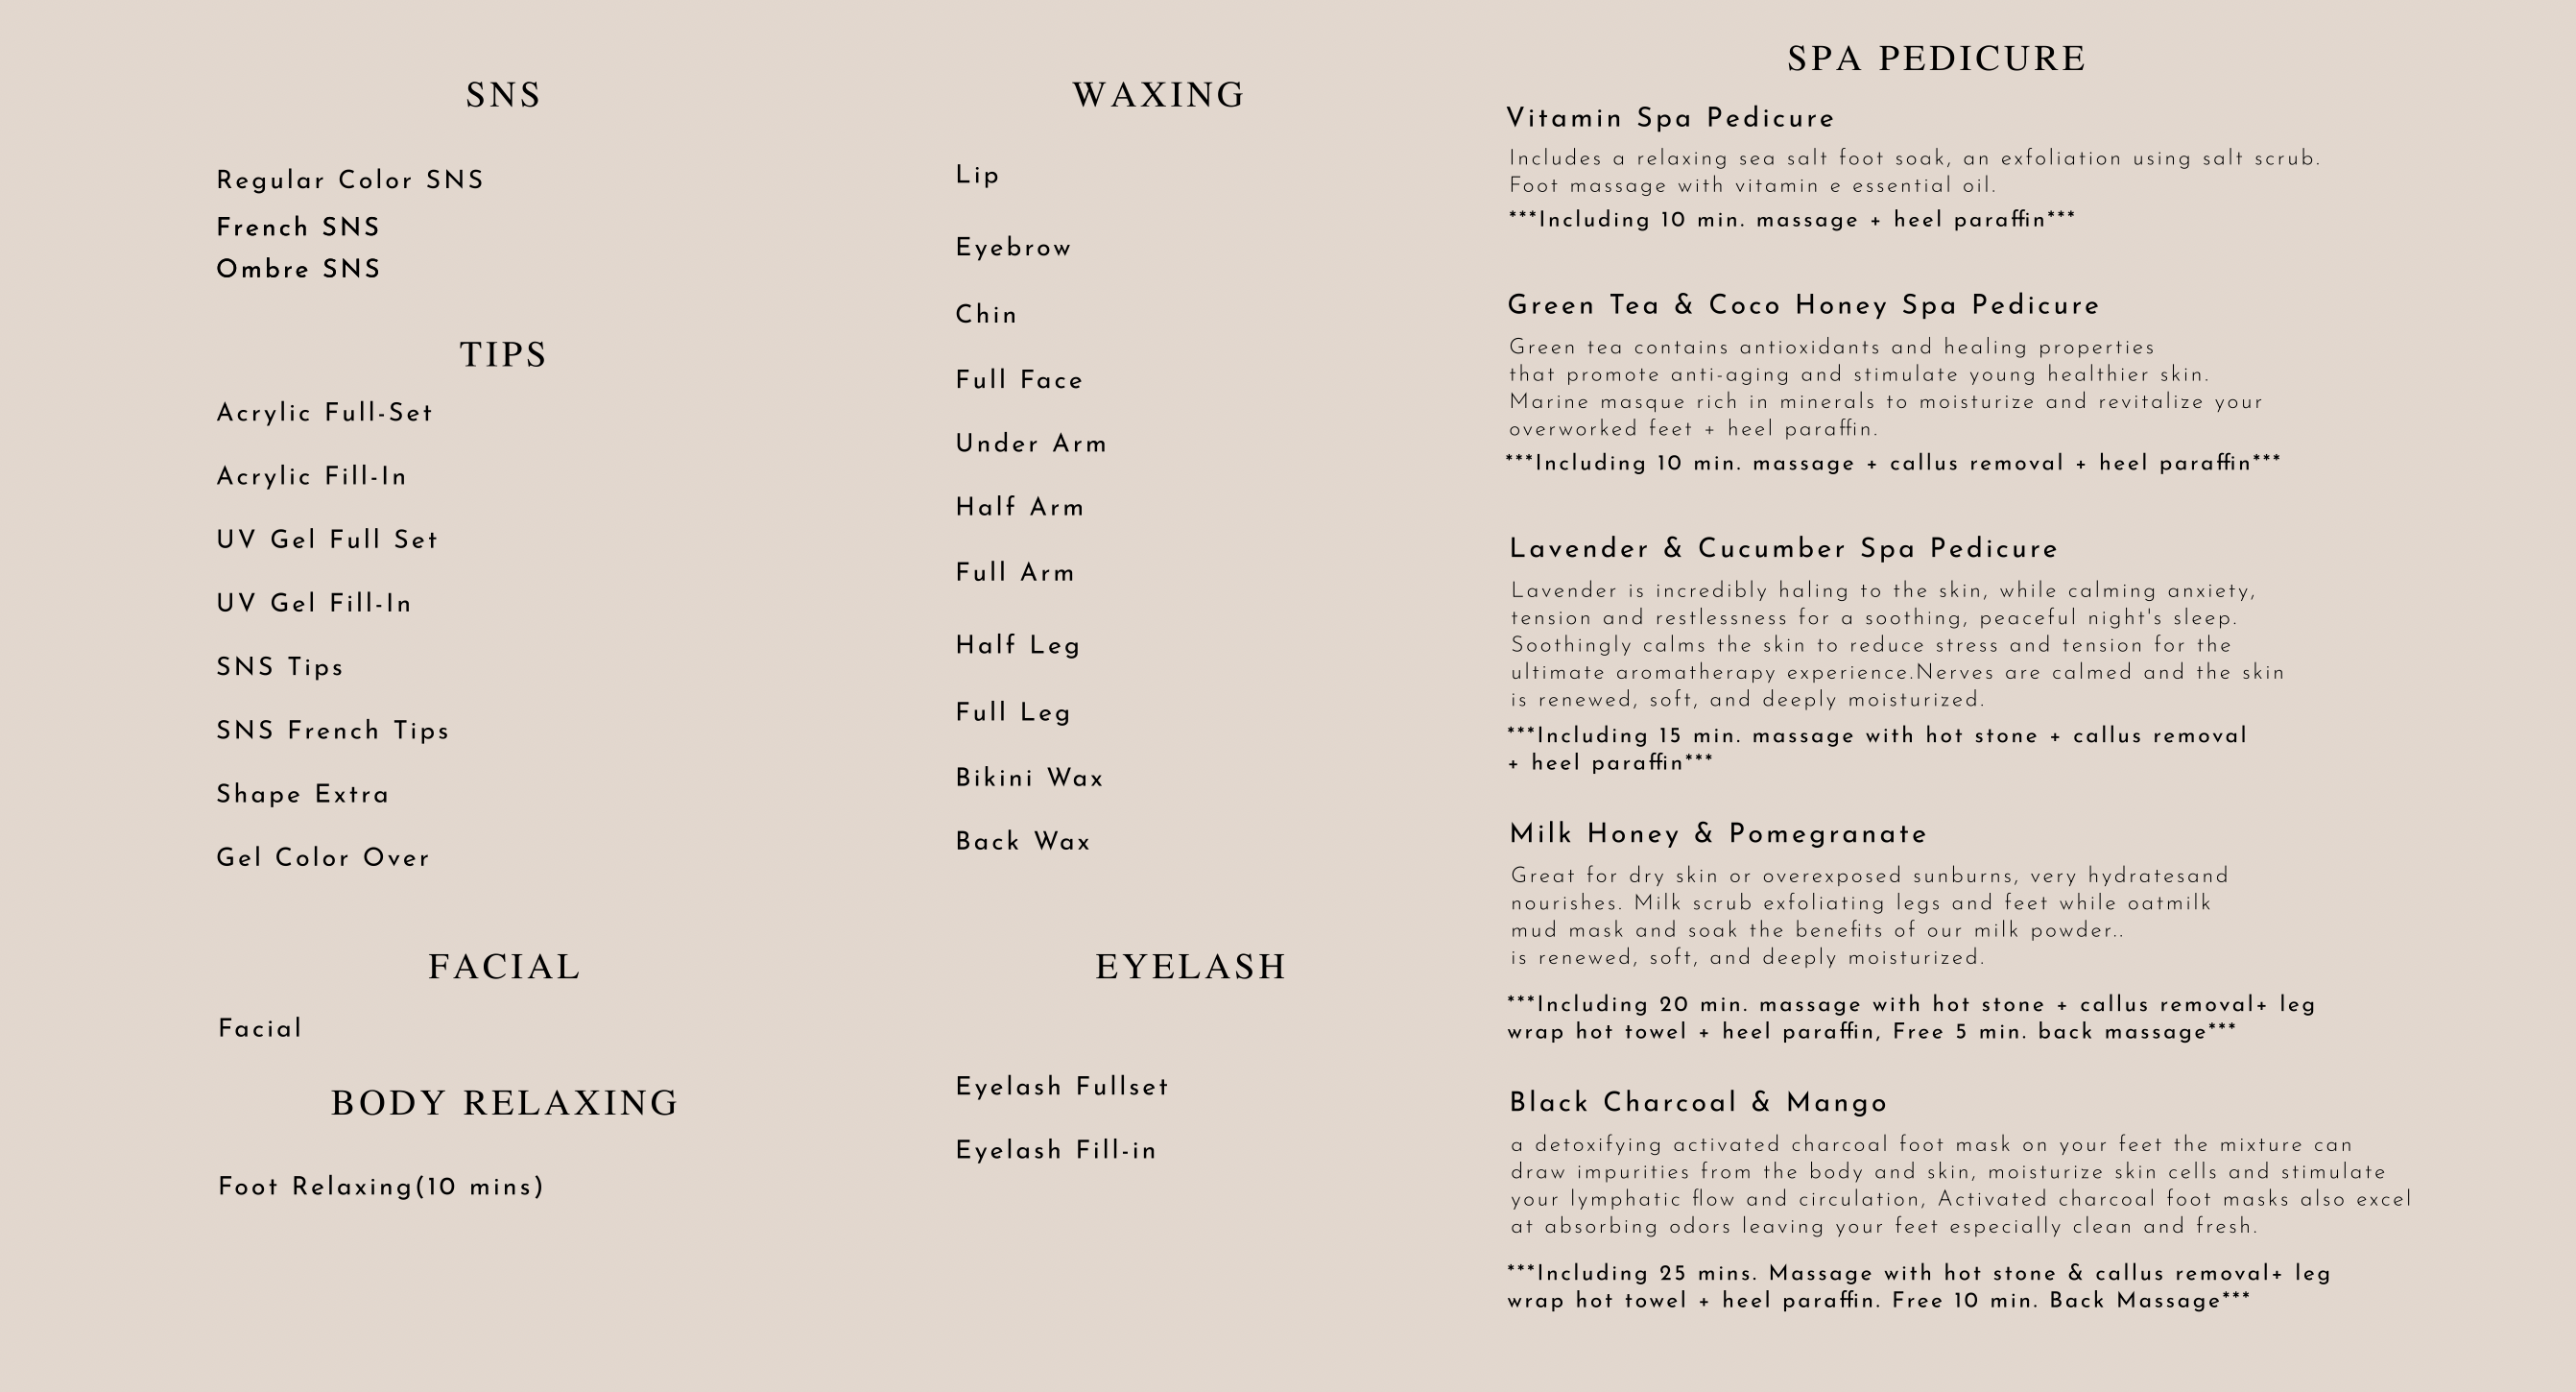 SNS
Regular Color SNS
French SNS
Ombre SNS
TIPS
Acrylic Full-Set
Acrylic Fill-In
UV Gel Full Set
UV Gel Fill-In
SNS Tips
SNS French Tips
Shape Extra
Gel Color Over
FACIAL
Facial
BODY RELAXING
Foot Relaxing(10 mins)
WAXING
Lip
Eyebrow
Chin
Full Face
Under Arm
Half Arm
Full Arm
Half Leg
Full Leg
Bikini Wax
Back Wax
EYELASH
Eyelash Fullset
Eyelash Fill-in
SPA PEDICURE
Vitamin Spa Pedicure
Includes a relaxing sea salt foot soak, an exfoliation using salt scrub.
Foot massage with vitamin e essential oil.
***Including 10 min. massage + heel paraffin***
Green Tea & Coco Honey Spa Pedicure
Green tea contains antioxidants and healing properties
that promote anti-aging and stimulate young healthier skin.
Marine masque rich in minerals to moisturize and revitalize your
overworked feet + heel paraffin.
***Including 10 min. massage + callus removal + heel paraffin***
Lavender & Cucumber Spa Pedicure
Lavender is incredibly haling to the skin, while calming anxiety,
tension and restlessness for a soothing, peaceful night's sleep.
Soothingly calms the skin to reduce stress and tension for the
ultimate aromatherapy experience.Nerves are calmed and the skin
is renewed, soft, and deeply moisturized.
***Including 15 min. massage with hot stone + callus removal
+ heel paraffin***
Milk Honey & Pomegranate
Great for dry skin or overexposed sunburns, very hydratesand
nourishes. Milk scrub exfoliating legs and feet while oatmilk
mud mask and soak the benefits of our milk powder..
is renewed, soft, and deeply moisturized.
***Including 20 min. massage with hot stone + callus removal+ leg
wrap hot towel + heel paraffin, Free 5 min. back massage***
Black Charcoal & Mango
a detoxifying activated charcoal foot mask on your feet the mixture can
draw impurities from the body and skin, moisturize skin cells and stimulate
your lymphatic flow and circulation, Activated charcoal foot masks also excel
at absorbing odors leaving your feet especially clean and fresh.
***Including 25 mins. Massage with hot stone & callus removal+ leg
wrap hot towel + heel paraffin. Free 10 min. Back Massage***